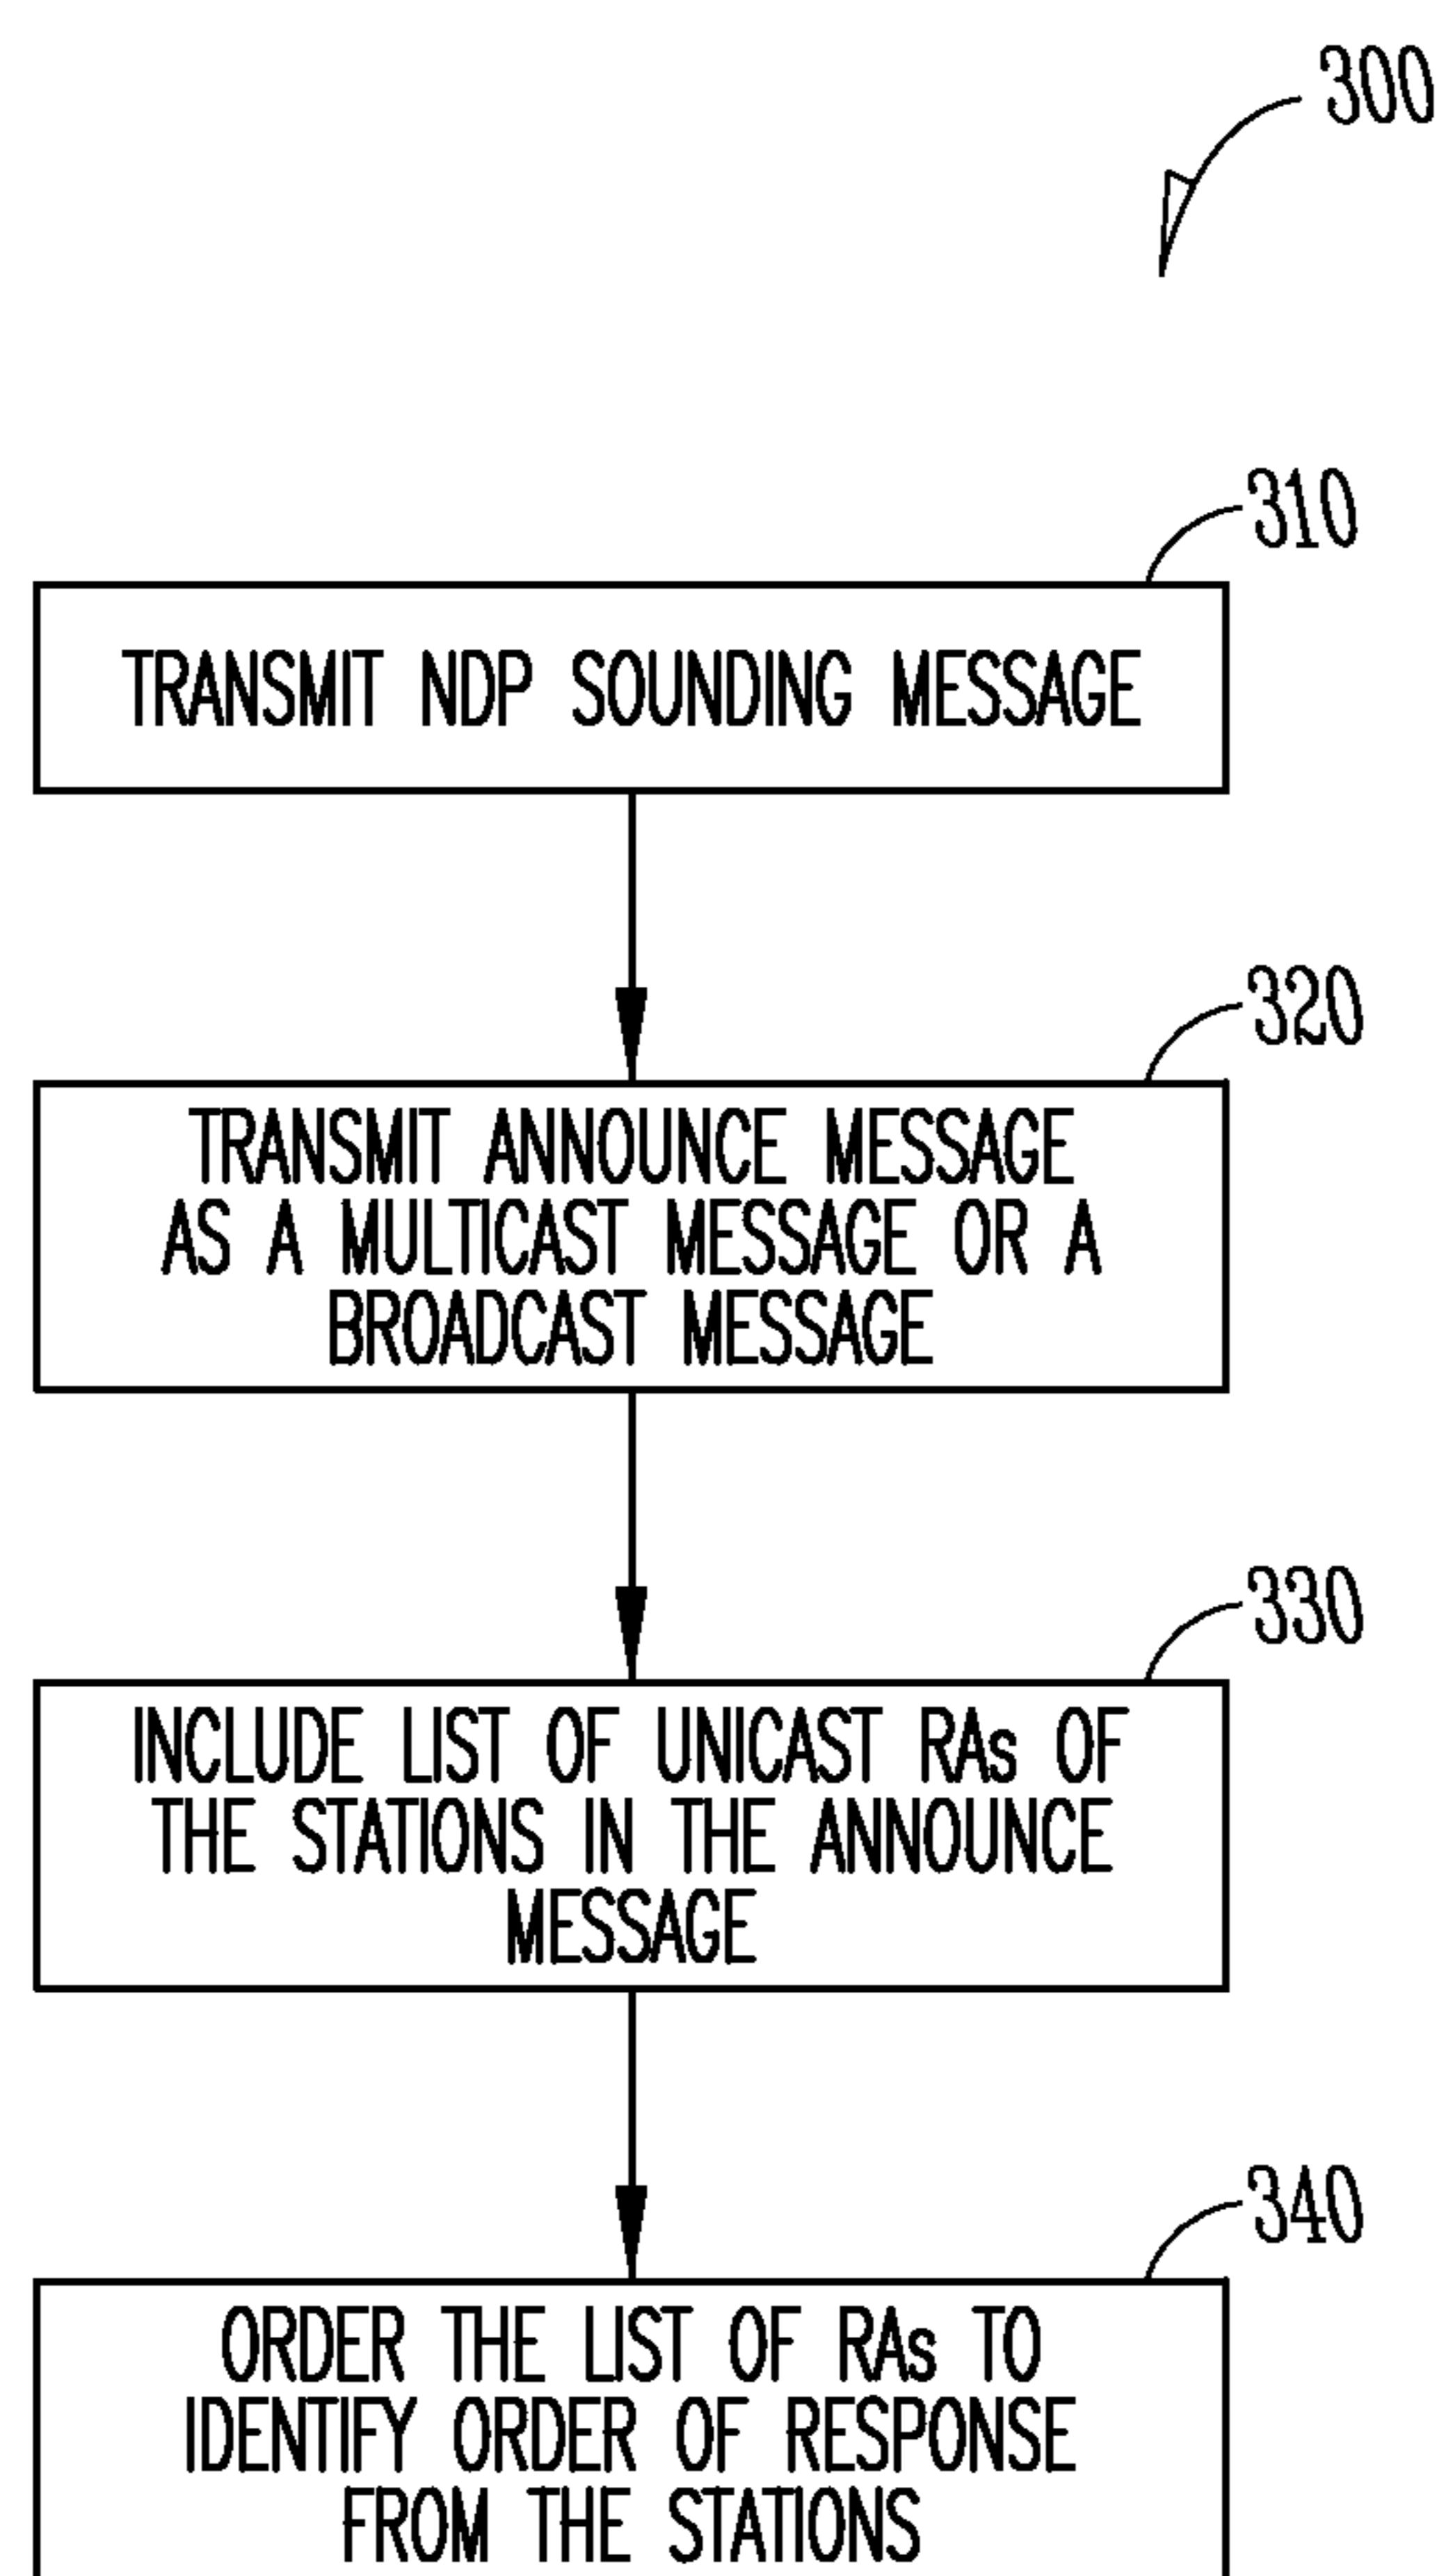 300
310
TRANSMIT NDP SOUNDING MESSAGE
320
TRANSMIT ANNOUNCE MESSAGE
AS A MULTICAST MESSAGE OR A
BROADCAST MESSAGE
330
INCLUDE LIST OF UNICAST RAs OF
THE STATIONS IN THE ANNOUNCE
MESSAGE
340
ORDER THE LIST OF RAs TO
IDENTIFY ORDER OF RESPONSE
FROM THE STATIONS